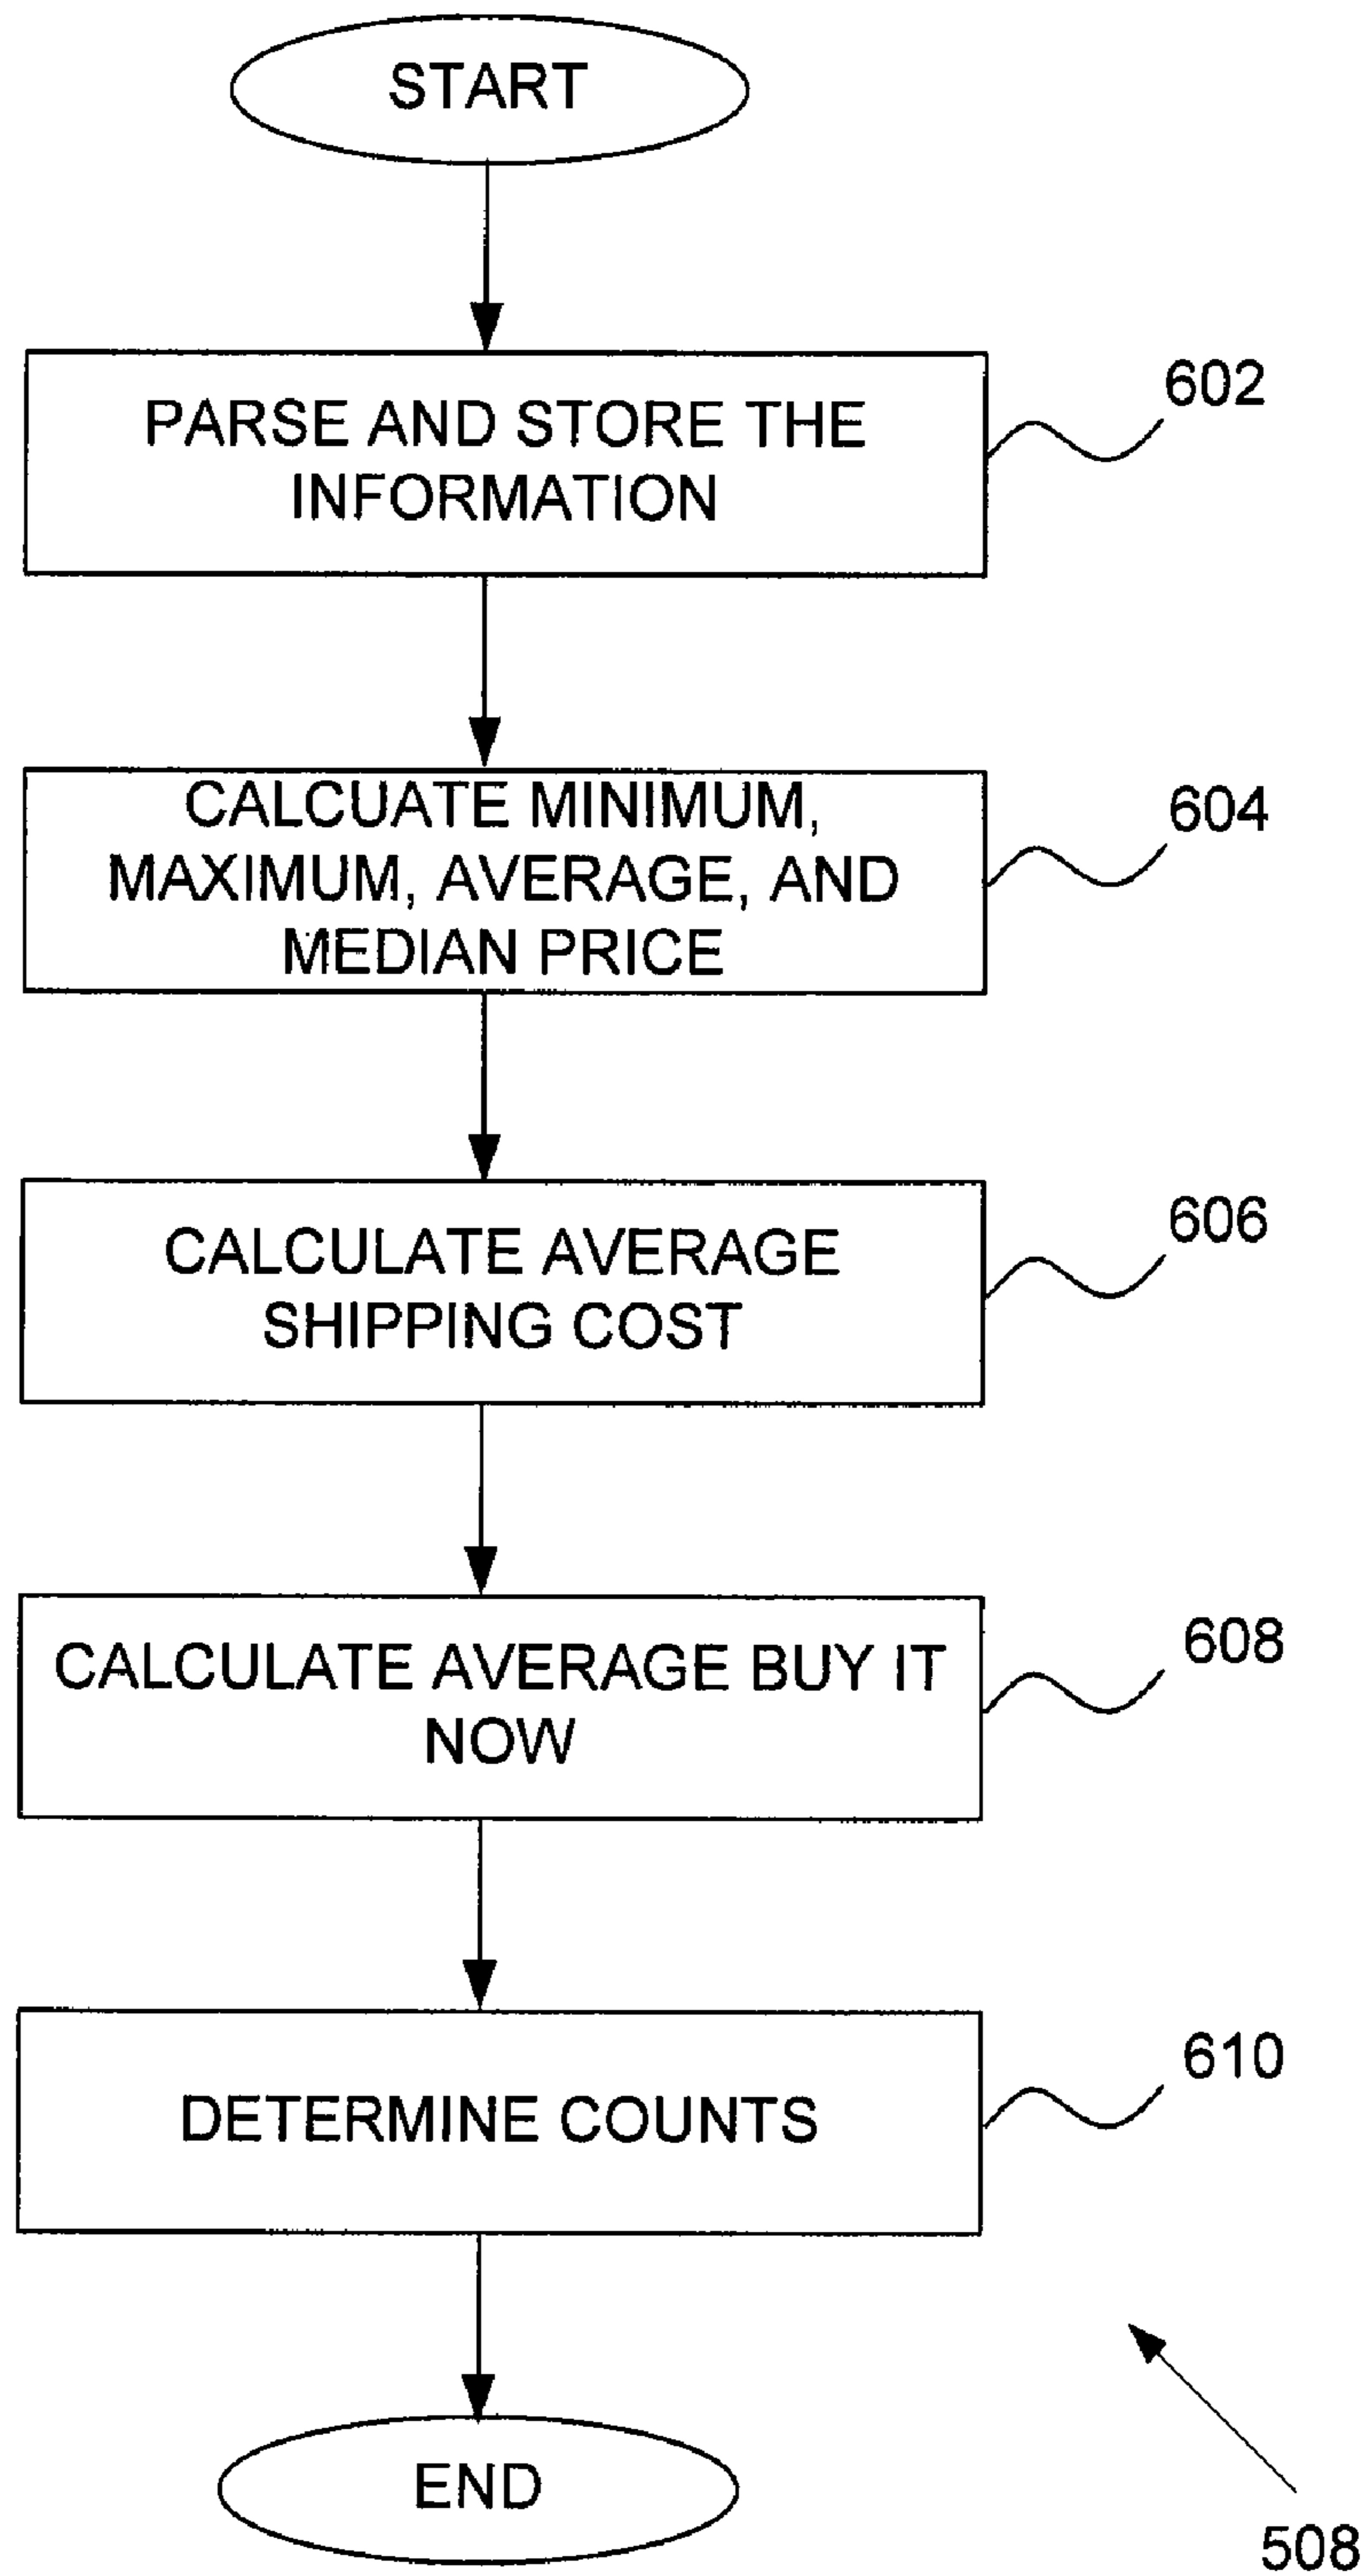 START
PARSE AND STORE THE
INFORMATION
602
CALCUATE MINIMUM,
MAXIMUM, AVERAGE, AND
MEDIAN PRICE
604
CALCULATE AVERAGE
SHIPPING COST
606
CALCULATE AVERAGE BUY IT
NOW
608
DETERMINE COUNTS
610
END
508